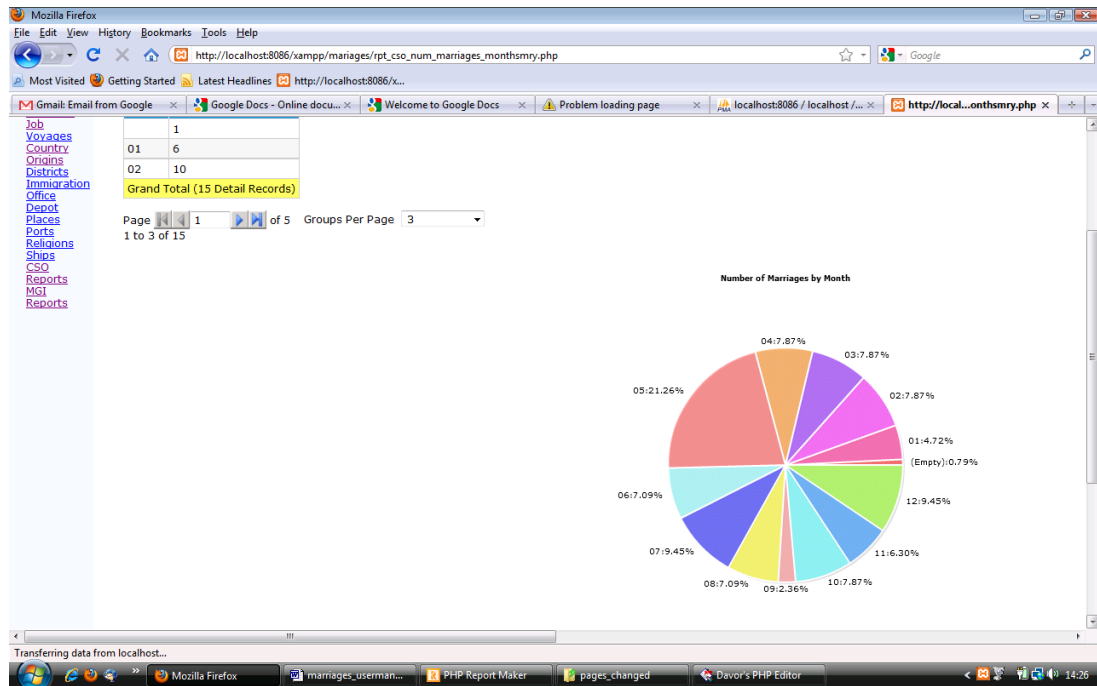 Mozilla Firefox
File Edit View History Bookmarks Tools Help
http://localhost:8086/xampp/mariages/rpt_cso_num_marriages_monthsmry.php
Google
Most Visited Getting Started Latest Headlines http://localhost:8086/x...
Gmail: Email from Google
Google Docs - Online docu...
Welcome to Google Docs
Problem loading page
localhost:8086 / localhost /...
http://local...onthsmry.php
Job
Voyages
Country
Origins
Districts
Immigration
Office
Depot
Places
Ports
Religions
Ships
CSO
Reports
MGI
Reports
1
01 6
02 10
Grand Total (15 Detail Records)
Page 1 of 5 Groups Per Page 3
1 to 3 of 15
Number of Marriages by Month
04:7.87%
03:7.87%
05:21.26%
02:7.87%
01:4.72%
(Empty):0.79%
06:7.09%
12:9.45%
07:9.45%
11:6.30%
08:7.09%
09:2.36%
10:7.87%
Transferring data from localhost...
Mozilla Firefox
marriages_userman...
PHP Report Maker
pages_changed
Davor's PHP Editor
14:26